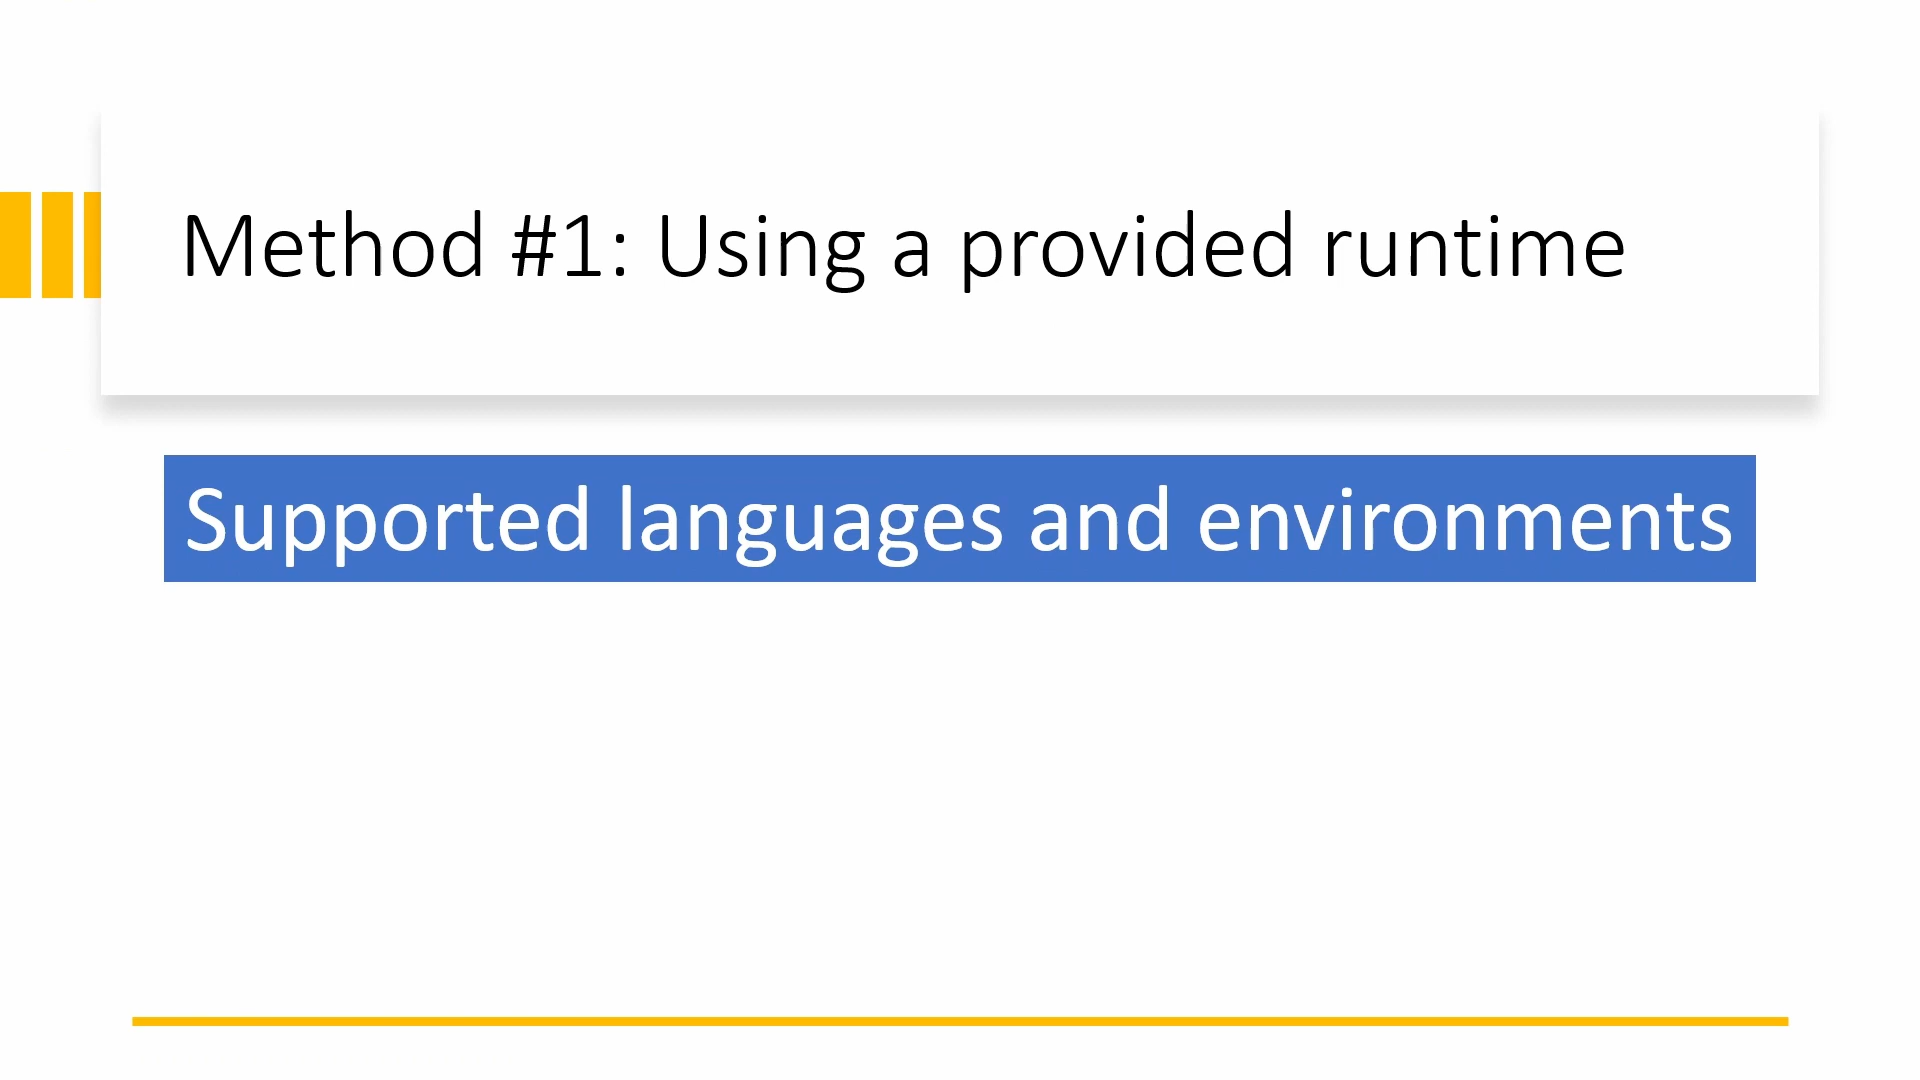 Method #1: Using a provided runtime
Supported languages and environments